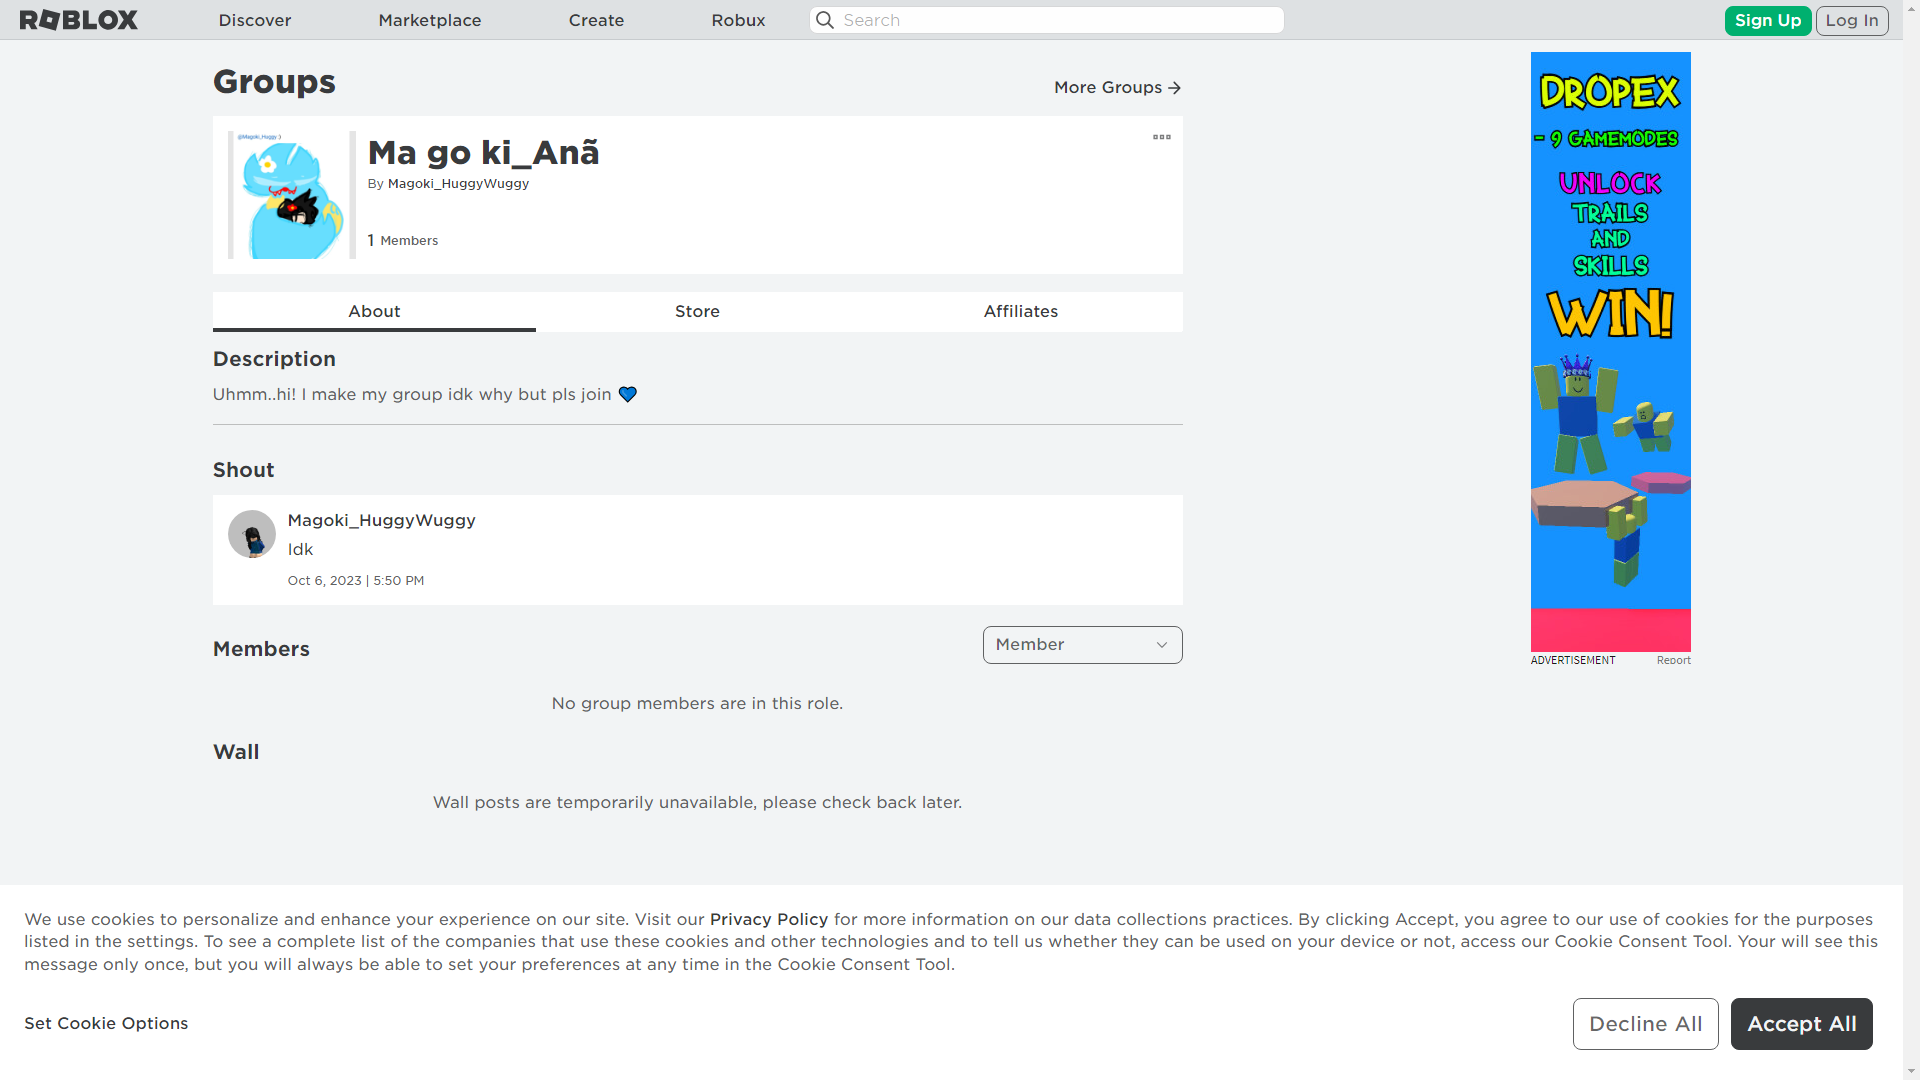 ROBLOX
Discover
Marketplace
Create
Robux
Search
Sign Up
Log In
Groups
More Groups
@Magoki_Huggy :)
Ma go ki_Anã
By Magoki_HuggyWuggy
1 Members
About
Store
Affiliates
Description
Uhmm..hi! I make my group idk why but pls join 💙
Shout
Magoki_HuggyWuggy
Idk
Oct 6, 2023 | 5:50 PM
Members
Member
No group members are in this role.
Wall
Wall posts are temporarily unavailable, please check back later.
DROPEX
- 9 GAMEMODES
UNLOCK
TRAILS
AND
SKILLS
WIN!
ADVERTISEMENT
Report
We use cookies to personalize and enhance your experience on our site. Visit our Privacy Policy for more information on our data collections practices. By clicking Accept, you agree to our use of cookies for the purposes
listed in the settings. To see a complete list of the companies that use these cookies and other technologies and to tell us whether they can be used on your device or not, access our Cookie Consent Tool. Your will see this
message only once, but you will always be able to set your preferences at any time in the Cookie Consent Tool.
Set Cookie Options
Decline All
Accept All